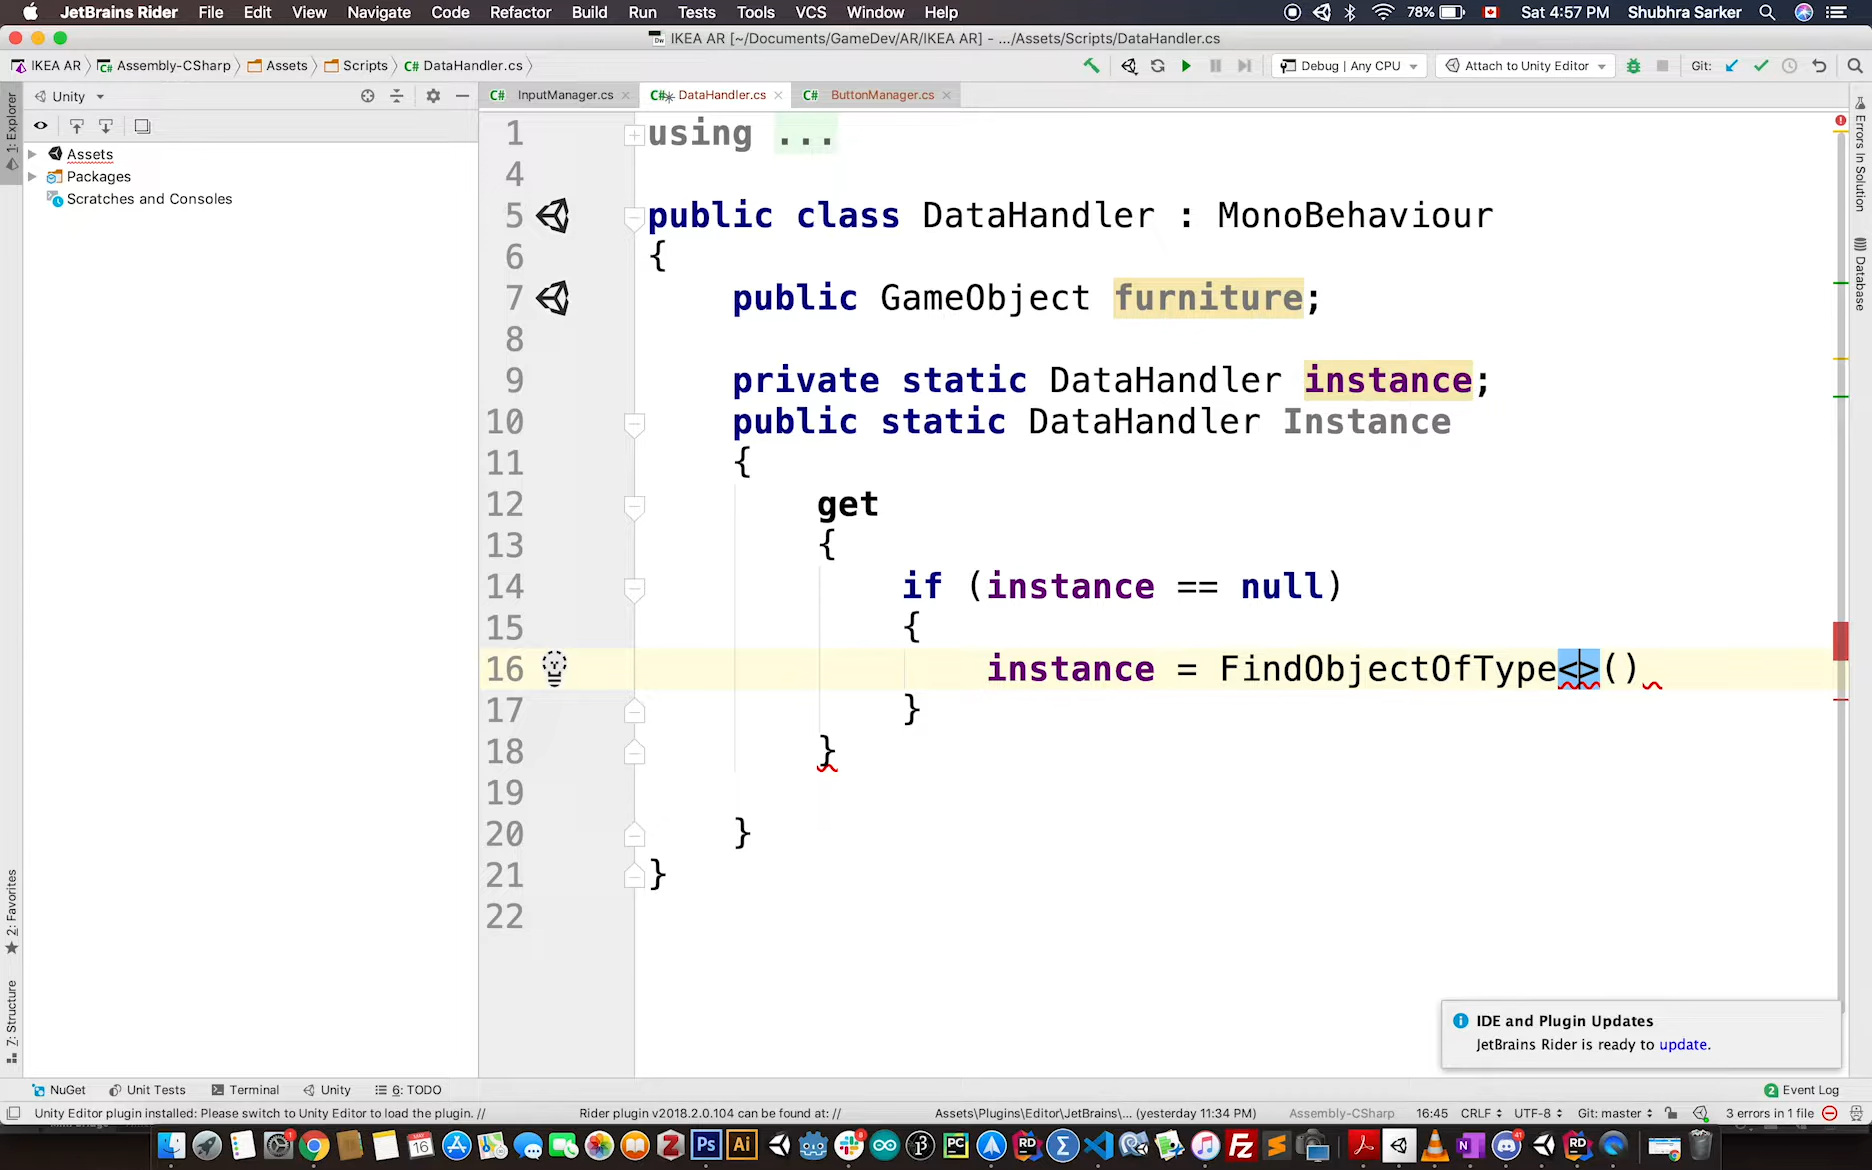 JetBrains Rider File Edit View Navigate Code Refactor Build Run Tests Tools VCS Window Help 78% Sat 4:57 PM Shubhra Sarker
IKEA AR [~/Documents/GameDev/AR/IKEA AR] - .../Assets/Scripts/DataHandler.cs
IKEA AR Assembly-CSharp Assets Scripts C# DataHandler.cs Debug | Any CPU Attach to Unity Editor Git:
Unity C# InputManager.cs C# DataHandler.cs C# ButtonManager.cs
1: Explorer
Assets
Packages
Scratches and Consoles
2: Favorites
7: Structure
1 using ...
4
5 public class DataHandler : MonoBehaviour
6 {
7 public GameObject furniture;
8
9 private static DataHandler instance;
10 public static DataHandler Instance
11 {
12 get
13 {
14 if (instance == null)
15 {
16 instance = FindObjectOfType<>()
17 }
18 }
19
20 }
21 }
22
Errors In Solution
Database
IDE and Plugin Updates
JetBrains Rider is ready to update.
NuGet Unit Tests Terminal Unity 6: TODO 2 Event Log
Unity Editor plugin installed: Please switch to Unity Editor to load the plugin. // Rider plugin v2018.2.0.104 can be found at: // Assets\Plugins\Editor\JetBrains\... (yesterday 11:34 PM) Assembly-CSharp 16:45 CRLF UTF-8 Git: master 3 errors in 1 file
Ps Ai PC RD Fz RD